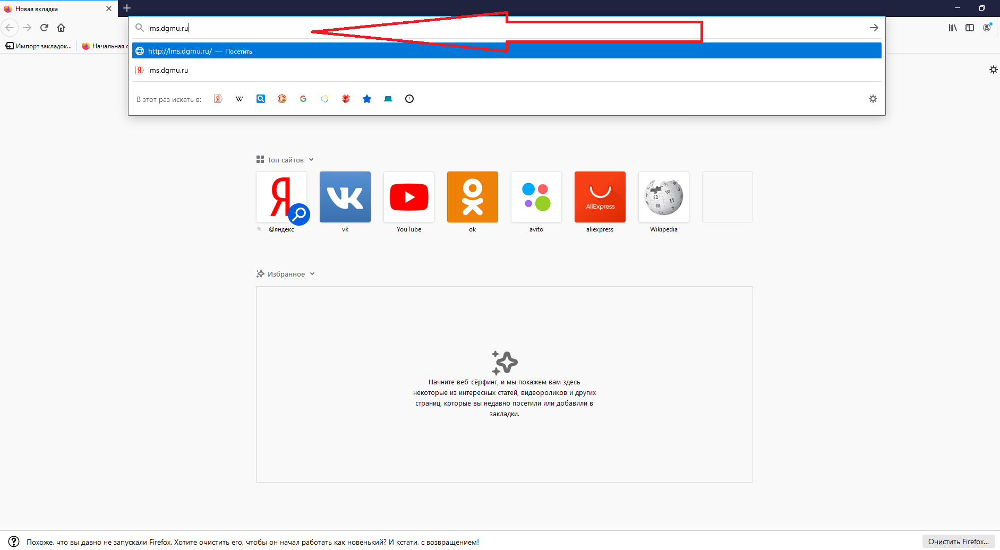 Новая вкладка
lms.dgmu.ru
Импорт закладок...
Начальная с
http://lms.dgmu.ru/ — Посетить
Я lms.dgmu.ru
В этот раз искать в: Я W G
Топ сайтов
Я
VK
AliExpress
Ω W И
@яндекс
vk
YouTube
ok
avito
aliexpress
Wikipedia
Избранное
Начните веб-сёрфинг, и мы покажем вам здесь
некоторые из интересных статей, видеороликов и других
страниц, которые вы недавно посетили или добавили в
закладки.
Похоже, что вы давно не запускали Firefox. Хотите очистить его, чтобы он начал работать как новенький? И кстати, с возвращением!
Очистить Firefox...